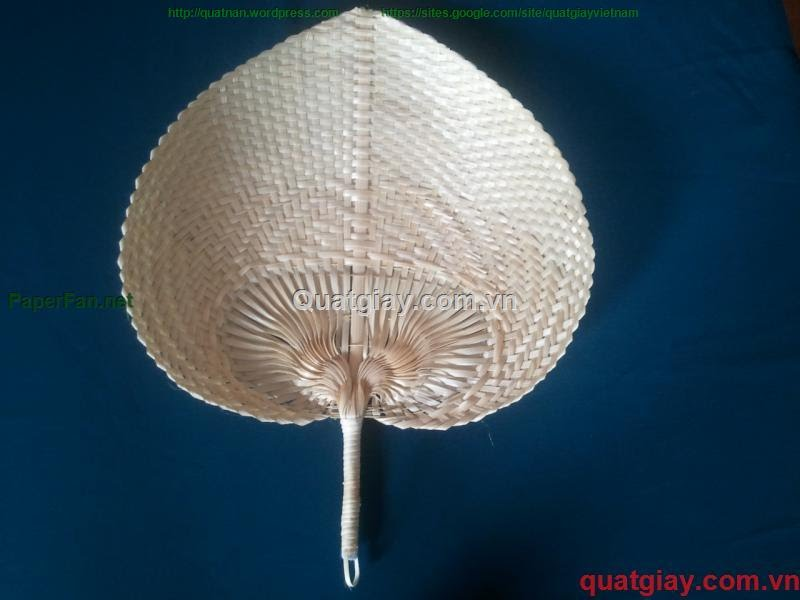 http://quatnan.wordpress.com https://sites.google.com/site/quatgiayvietnam
PaperFan.net
Quatgiay.com.vn
quatgiay.com.vn